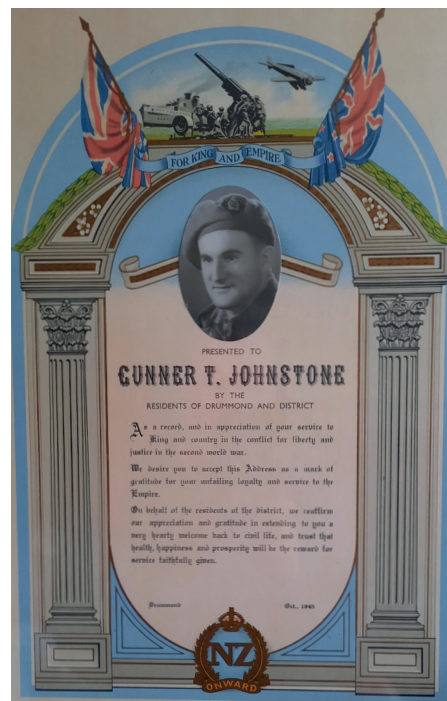 FOR KING AND EMPIRE
PRESENTED TO
GUNNER T. JOHNSTONE
BY THE
RESIDENTS OF DRUMMOND AND DISTRICT
As a record, and in appreciation of your service to
King and country in the conflict for liberty and
justice in the second world war.
We desire you to accept this Address as a mark of
gratitude for your unfailing loyalty and service to the
Empire.
On behalf of the residents of the district, we reaffirm
our appreciation and gratitude in extending to you a
very hearty welcome back to civil life, and trust that
health, happiness and prosperity will be the reward for
service faithfully given.
Drummond Oct., 1945
NZ
ONWARD